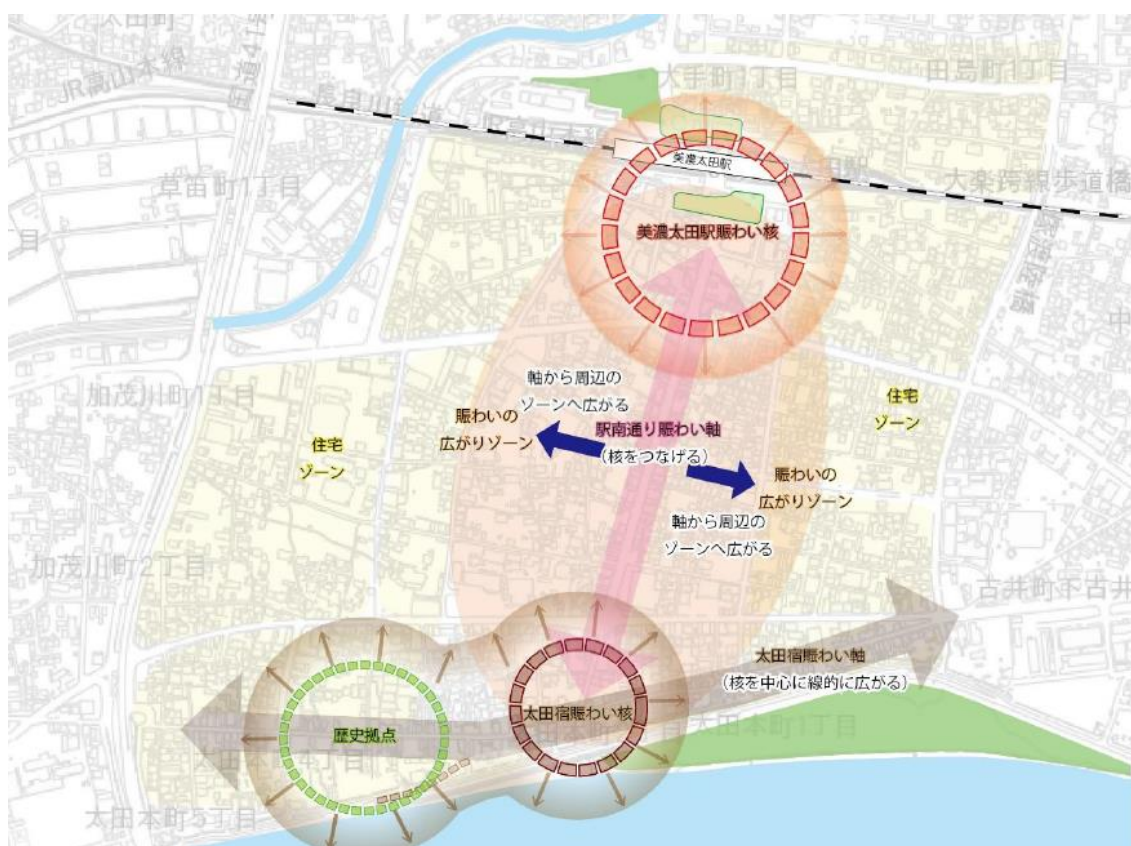 太田町
国道41号
JR高山本線
大手町1丁目
田島町1丁目
美濃太田駅
草笛町1丁目
大楽跨線歩道橋
美濃太田駅賑わい核
加茂川町1丁目
軸から周辺の
ゾーンへ広がる
賑わいの
広がりゾーン
駅南通り賑わい軸
(核をつなげる)
住宅
ゾーン
住宅
ゾーン
賑わいの
広がりゾーン
軸から周辺の
ゾーンへ広がる
加茂川町2丁目
古井町下古井
太田宿賑わい軸
(核を中心に線的に広がる)
太田宿賑わい核
太田本町1丁目
歴史拠点
太田本町5丁目